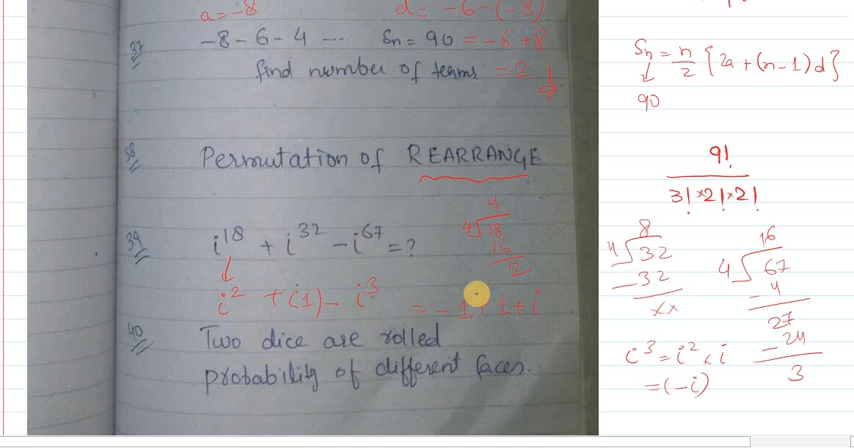 a = -8 d = -6-(-8)
37 -8 - 6 - 4 ---- Sn = 90 = -6+8
find number of terms = 2
38 Permutation of REARRANGE
39 i^18 + i^32 - i^67 = ?
i^2 + (1) - i^3 = -1+1+i
4
4 18
16
2
40 Two dice are rolled
probability of different faces.
Sn = n/2 {2a + (n-1)d}
90
9!
3! × 2! × 2!
8
4 32
- 32
xx
16
4 67
- 4
27
- 24
3
i^3 = i^2 × i
= (-i)